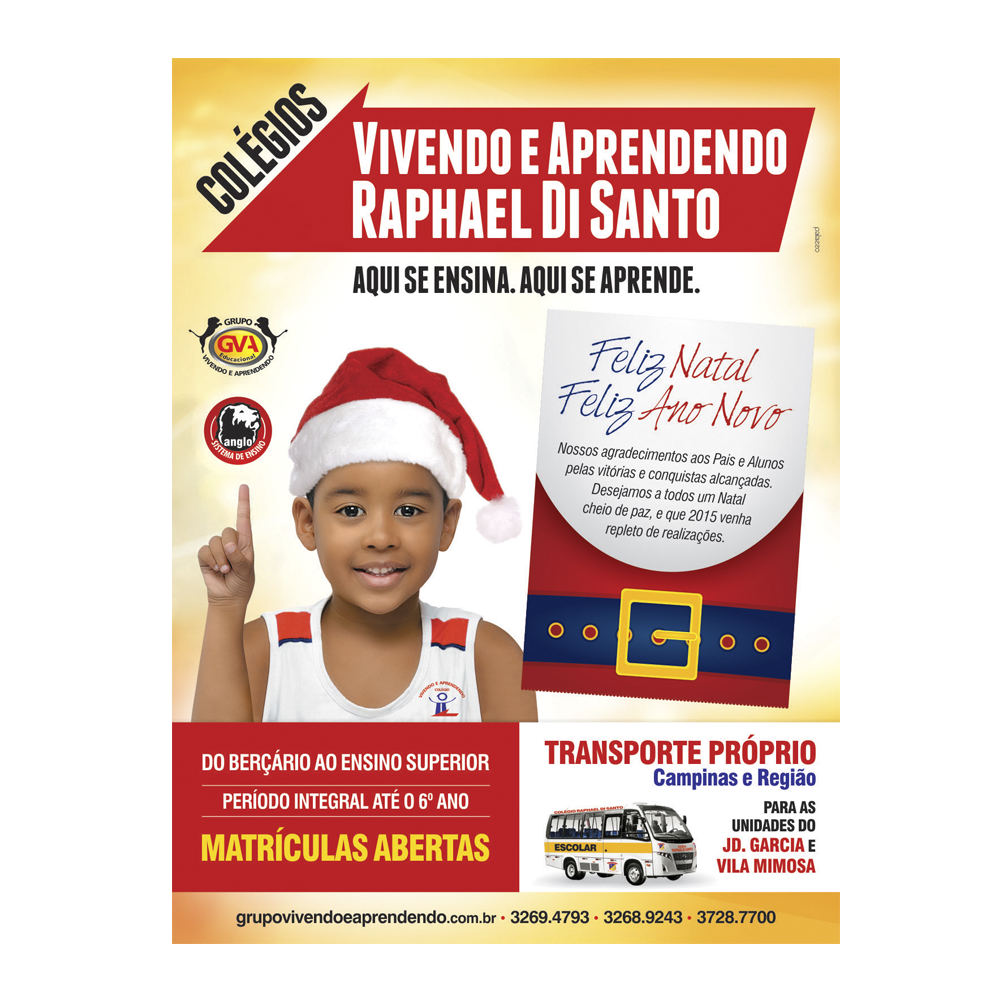 COLÉGIOS
VIVENDO E APRENDENDO
RAPHAEL DI SANTO
AQUI SE ENSINA. AQUI SE APRENDE.
GRUPO
GVA
Educacional
VIVENDO E APRENDENDO
anglo
SISTEMA DE ENSINO
Feliz Natal
Feliz Ano Novo
Nossos agradecimentos aos Pais e Alunos
pelas vitórias e conquistas alcançadas.
Desejamos a todos um Natal
cheio de paz, e que 2015 venha
repleto de realizações.
VIVENDO E APRENDENDO
COLÉGIO
DO BERÇÁRIO AO ENSINO SUPERIOR
PERÍODO INTEGRAL ATÉ O 6º ANO
MATRÍCULAS ABERTAS
TRANSPORTE PRÓPRIO
Campinas e Região
PARA AS
UNIDADES DO
JD. GARCIA E
VILA MIMOSA
COLÉGIO RAPHAEL DI SANTO
ESCOLAR
grupovivendoeaprendendo.com.br • 3269.4793 • 3268.9243 • 3728.7700